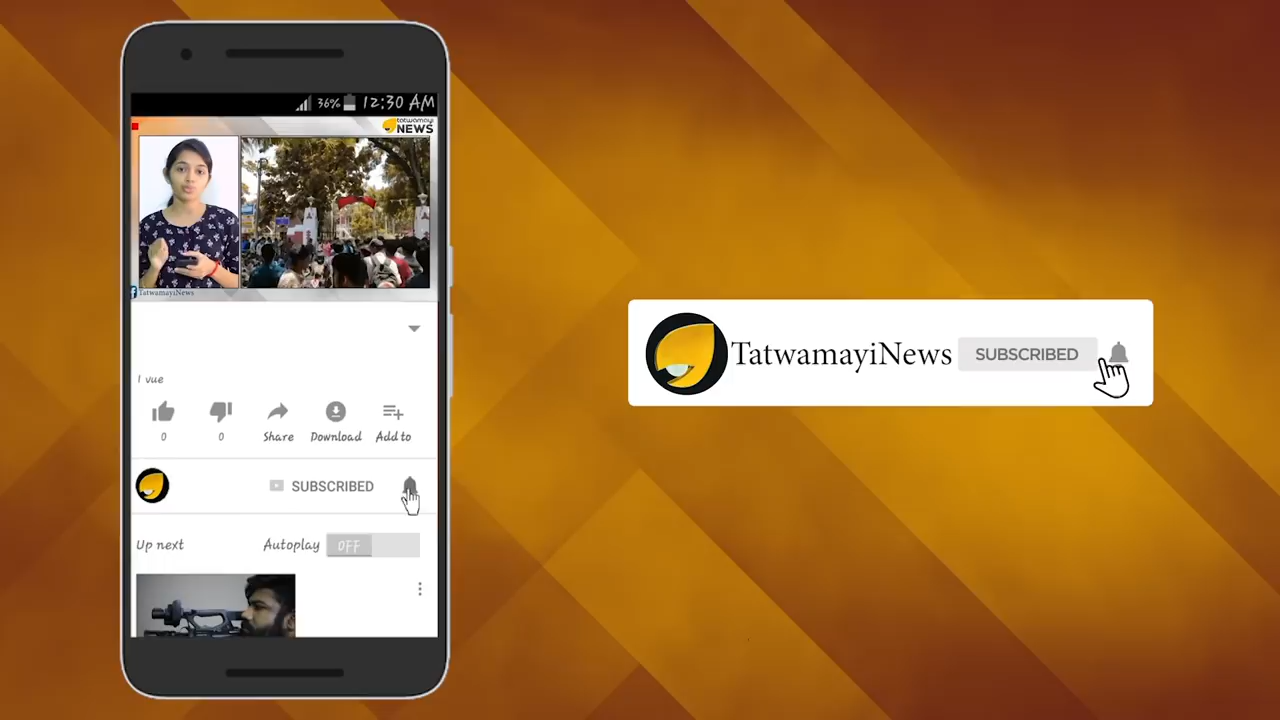 36% 12:30 AM
tatwamayi
NEWS
TatwamayiNews
1 vue
0
0
Share
Download
Add to
SUBSCRIBED
Up next
Autoplay
OFF
TatwamayiNews
SUBSCRIBED